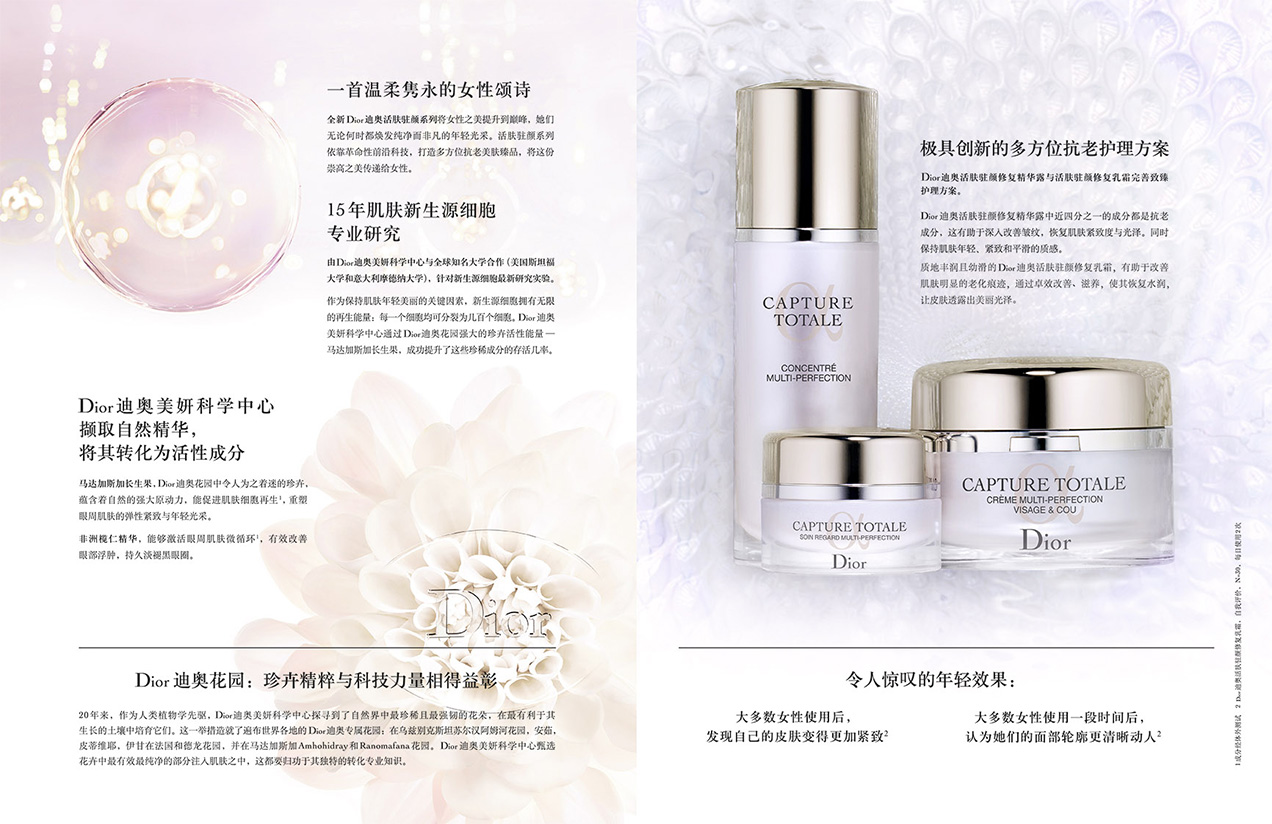 一首温柔隽永的女性颂诗
全新Dior迪奥活肤驻颜系列将女性之美提升到巅峰,她们
无论何时都焕发纯净而非凡的年轻光采。活肤驻颜系列
依靠革命性前沿科技,打造多方位抗老美肤臻品,将这份
崇高之美传递给女性。
15年肌肤新生源细胞
专业研究
由Dior迪奥美妍科学中心与全球知名大学合作(美国斯坦福
大学和意大利摩德纳大学),针对新生源细胞最新研究实验。
作为保持肌肤年轻美丽的关键因素,新生源细胞拥有无限
的再生能量:每一个细胞均可分裂为几百个细胞。Dior迪奥
美妍科学中心通过Dior迪奥花园强大的珍卉活性能量—
马达加斯加长生果,成功提升了这些珍稀成分的存活几率。
Dior迪奥美妍科学中心
撷取自然精华,
将其转化为活性成分
马达加斯加长生果,Dior迪奥花园中令人为之着迷的珍卉,
蕴含着自然的强大原动力,能促进肌肤细胞再生¹,重塑
眼周肌肤的弹性紧致与年轻光采。
非洲榄仁精华,能够激活眼周肌肤微循环¹,有效改善
眼部浮肿,持久淡褪黑眼圈。
Dior
Dior迪奥花园:珍卉精粹与科技力量相得益彰
20年来,作为人类植物学先驱,Dior迪奥美妍科学中心探寻到了自然界中最珍稀且最强韧的花朵,在最有利于其
生长的土壤中培育它们。这一举措造就了遍布世界各地的Dior迪奥专属花园:在乌兹别克斯坦苏尔汉阿姆河花园,安茹,
皮蒂维耶,伊甘在法国和德龙花园,并在马达加斯加Amhohidray和Ranomafana花园。Dior迪奥美妍科学中心甄选
花卉中最有效最纯净的部分注入肌肤之中,这都要归功于其独特的转化专业知识。
极具创新的多方位抗老护理方案
Dior迪奥活肤驻颜修复精华露与活肤驻颜修复乳霜完善致臻
护理方案。
Dior迪奥活肤驻颜修复精华露中近四分之一的成分都是抗老
成分,这有助于深入改善皱纹,恢复肌肤紧致度与光泽。同时
保持肌肤年轻、紧致和平滑的质感。
质地丰润且幼滑的Dior迪奥活肤驻颜修复乳霜,有助于改善
肌肤明显的老化痕迹,通过卓效改善、滋养,使其恢复水润,
让皮肤透露出美丽光泽。
CAPTURE
TOTALE
CONCENTRÉ
MULTI-PERFECTION
CAPTURE TOTALE
SOIN REGARD MULTI-PERFECTION
Dior
CAPTURE TOTALE
CRÈME MULTI-PERFECTION
VISAGE & COU
Dior
令人惊叹的年轻效果:
大多数女性使用后,
发现自己的皮肤变得更加紧致²
大多数女性使用一段时间后,
认为她们的面部轮廓更清晰动人²
1成分经体外测试 2 Dior迪奥活肤驻颜修复乳霜,自我评价,N=30,每日使用2次